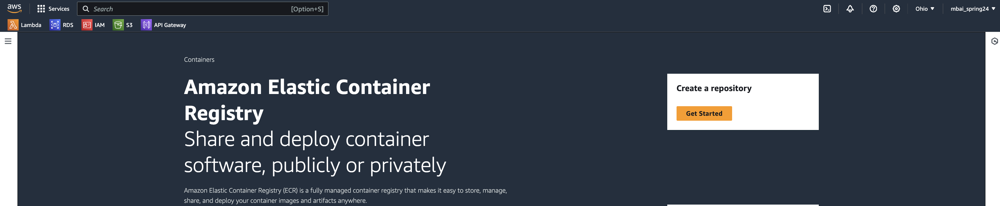 aws
Services
Search [Option+S]
Ohio
mbai_spring24
Lambda
RDS
IAM
S3
API Gateway
Containers
Amazon Elastic Container
Registry
Share and deploy container
software, publicly or privately
Amazon Elastic Container Registry (ECR) is a fully managed container registry that makes it easy to store, manage,
share, and deploy your container images and artifacts anywhere.
Create a repository
Get Started